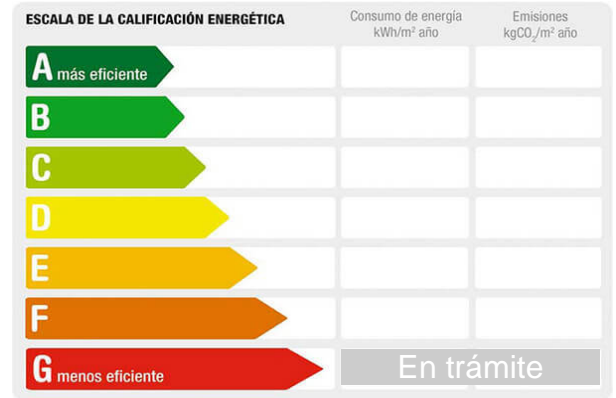 ESCALA DE LA CALIFICACIÓN ENERGÉTICA
Consumo de energía
kWh/m² año
Emisiones
kgCO₂/m² año
A más eficiente
B
C
D
E
F
G menos eficiente
En trámite